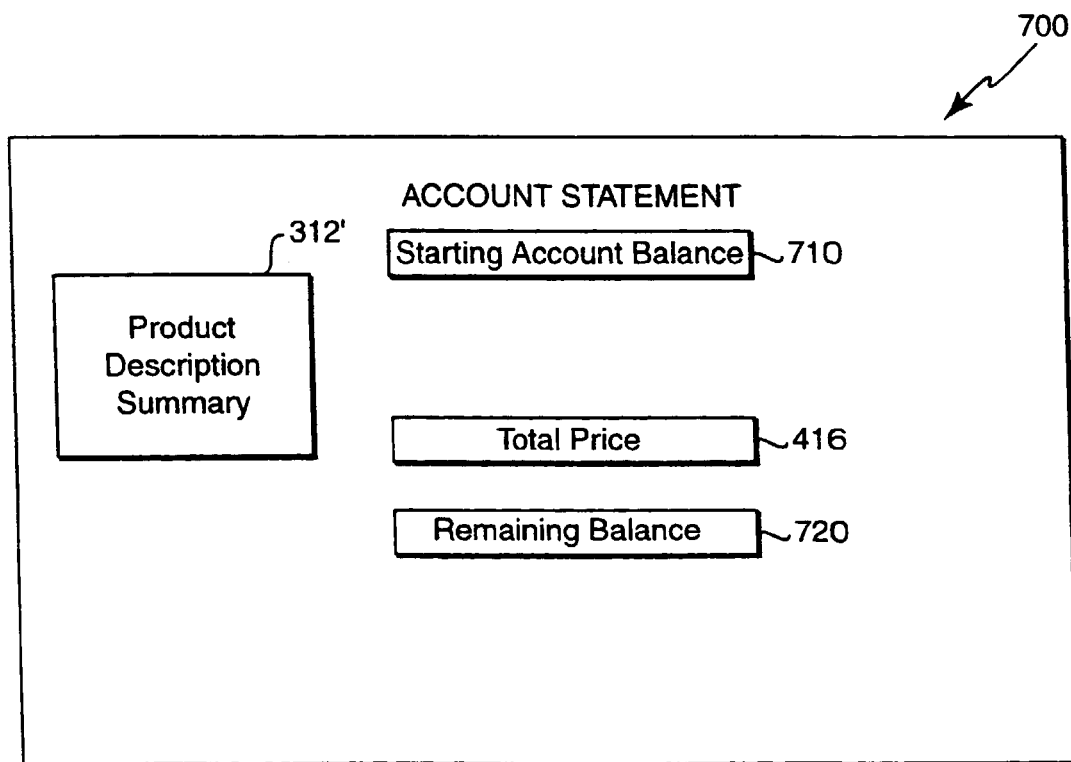 700
ACCOUNT STATEMENT
312'
Starting Account Balance
710
Product
Description
Summary
Total Price
416
Remaining Balance
720